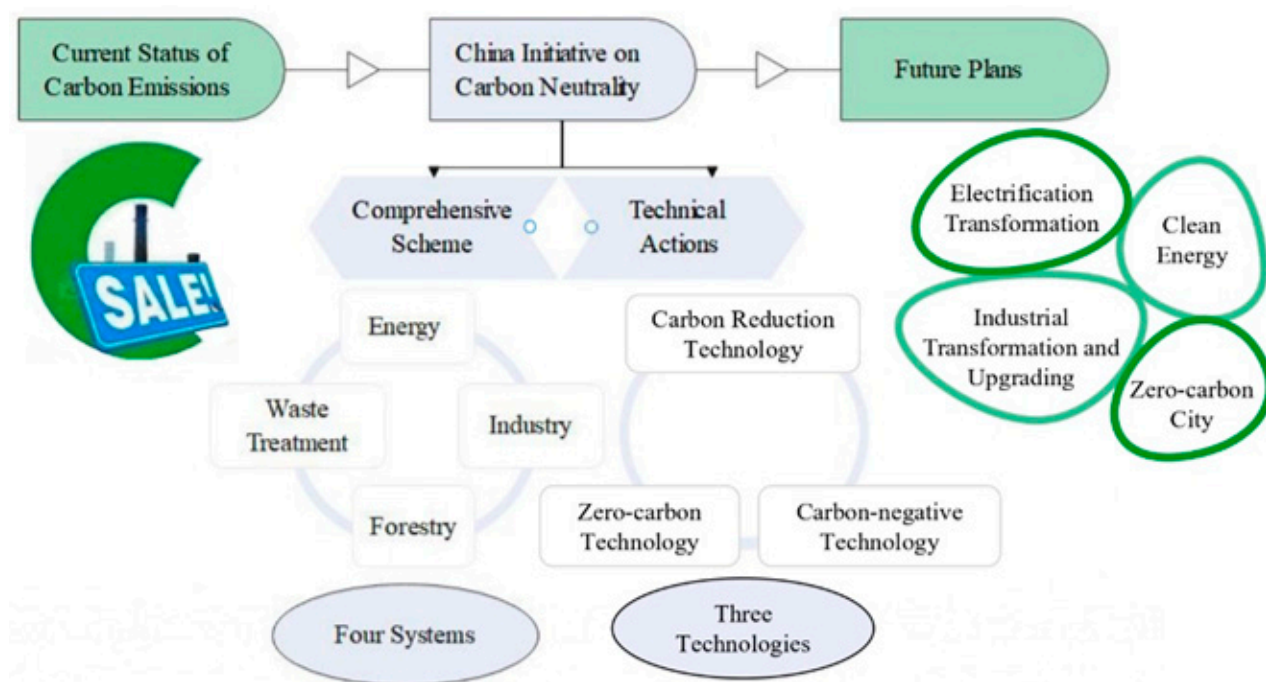 Current Status of
Carbon Emissions
China Initiative on
Carbon Neutrality
Future Plans
SALE!
Comprehensive
Scheme
Technical
Actions
Electrification
Transformation
Clean
Energy
Industrial
Transformation and
Upgrading
Zero-carbon
City
Energy
Waste
Treatment
Industry
Forestry
Carbon Reduction
Technology
Zero-carbon
Technology
Carbon-negative
Technology
Four Systems
Three
Technologies